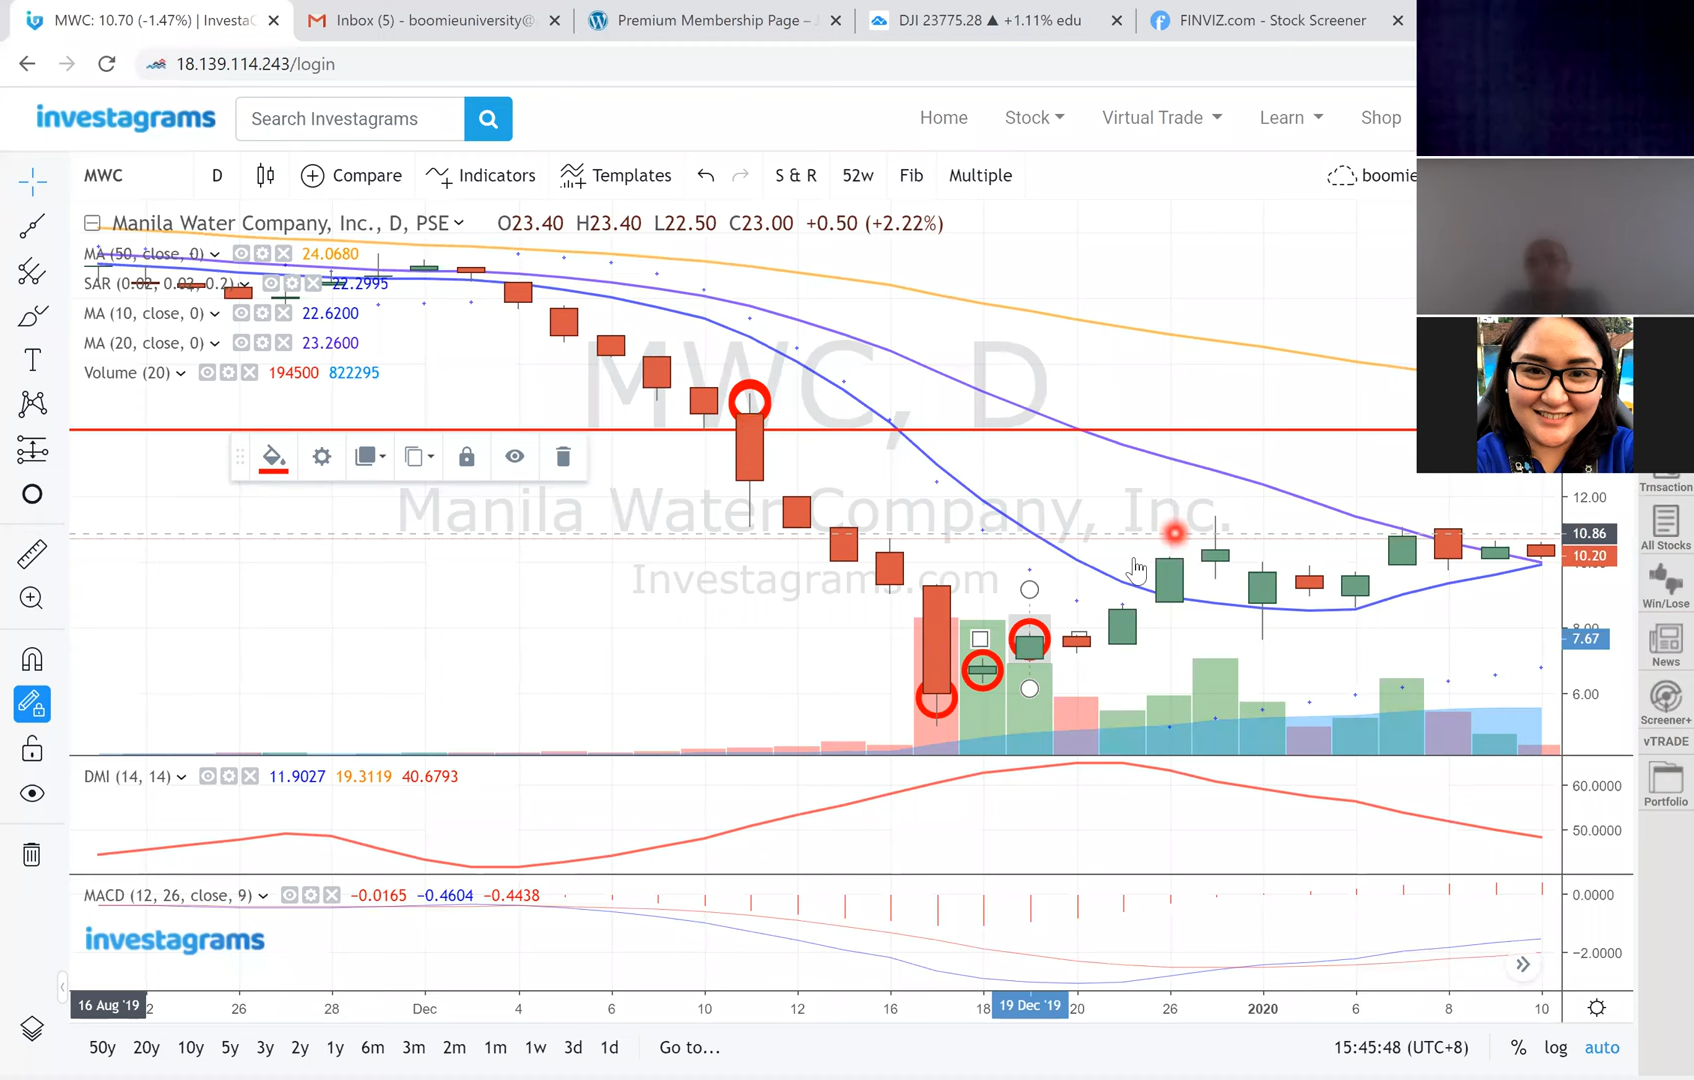 MWC: 10.70 (-1.47%) | Investa
Inbox (5) - boomieuniversity@
Premium Membership Page –
DJI 23775.28 ▲ +1.11% edu
FINVIZ.com - Stock Screener
18.139.114.243/login
investagrams
Search Investagrams
Home
Stock
Virtual Trade
Learn
Shop
MWC
D
Compare
Indicators
Templates
S & R
52w
Fib
Multiple
boomie
Manila Water Company, Inc., D, PSE
O23.40 H23.40 L22.50 C23.00 +0.50 (+2.22%)
MA (50, close, 0) 24.0680
SAR (0.02, 0.02, 0.2) 22.2995
MA (10, close, 0) 22.6200
MA (20, close, 0) 23.2600
Volume (20) 194500 822295
MWC, D
Manila Water Company, Inc.
Investagrams.com
12.00
10.86
10.20
8.00
7.67
6.00
Trnsaction
All Stocks
Win/Lose
News
Screener+
vTRADE
Portfolio
DMI (14, 14) 11.9027 19.3119 40.6793
60.0000
50.0000
MACD (12, 26, close, 9) −0.0165 −0.4604 −0.4438
0.0000
−2.0000
investagrams
16 Aug '19
26
28
Dec
4
6
10
12
16
18
19 Dec '19
20
26
2020
6
8
10
50y 20y 10y 5y 3y 2y 1y 6m 3m 2m 1m 1w 3d 1d Go to...
15:45:48 (UTC+8) % log auto